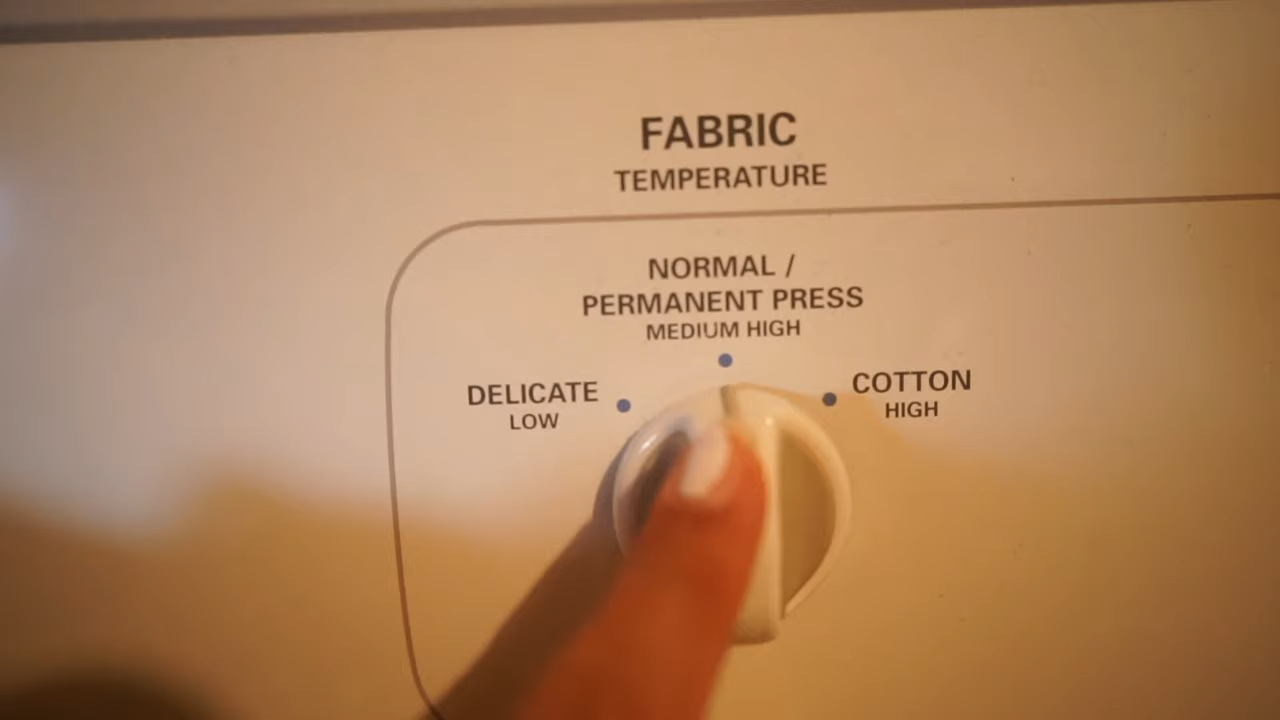 FABRIC
TEMPERATURE
NORMAL /
PERMANENT PRESS
MEDIUM HIGH
DELICATE
LOW
COTTON
HIGH